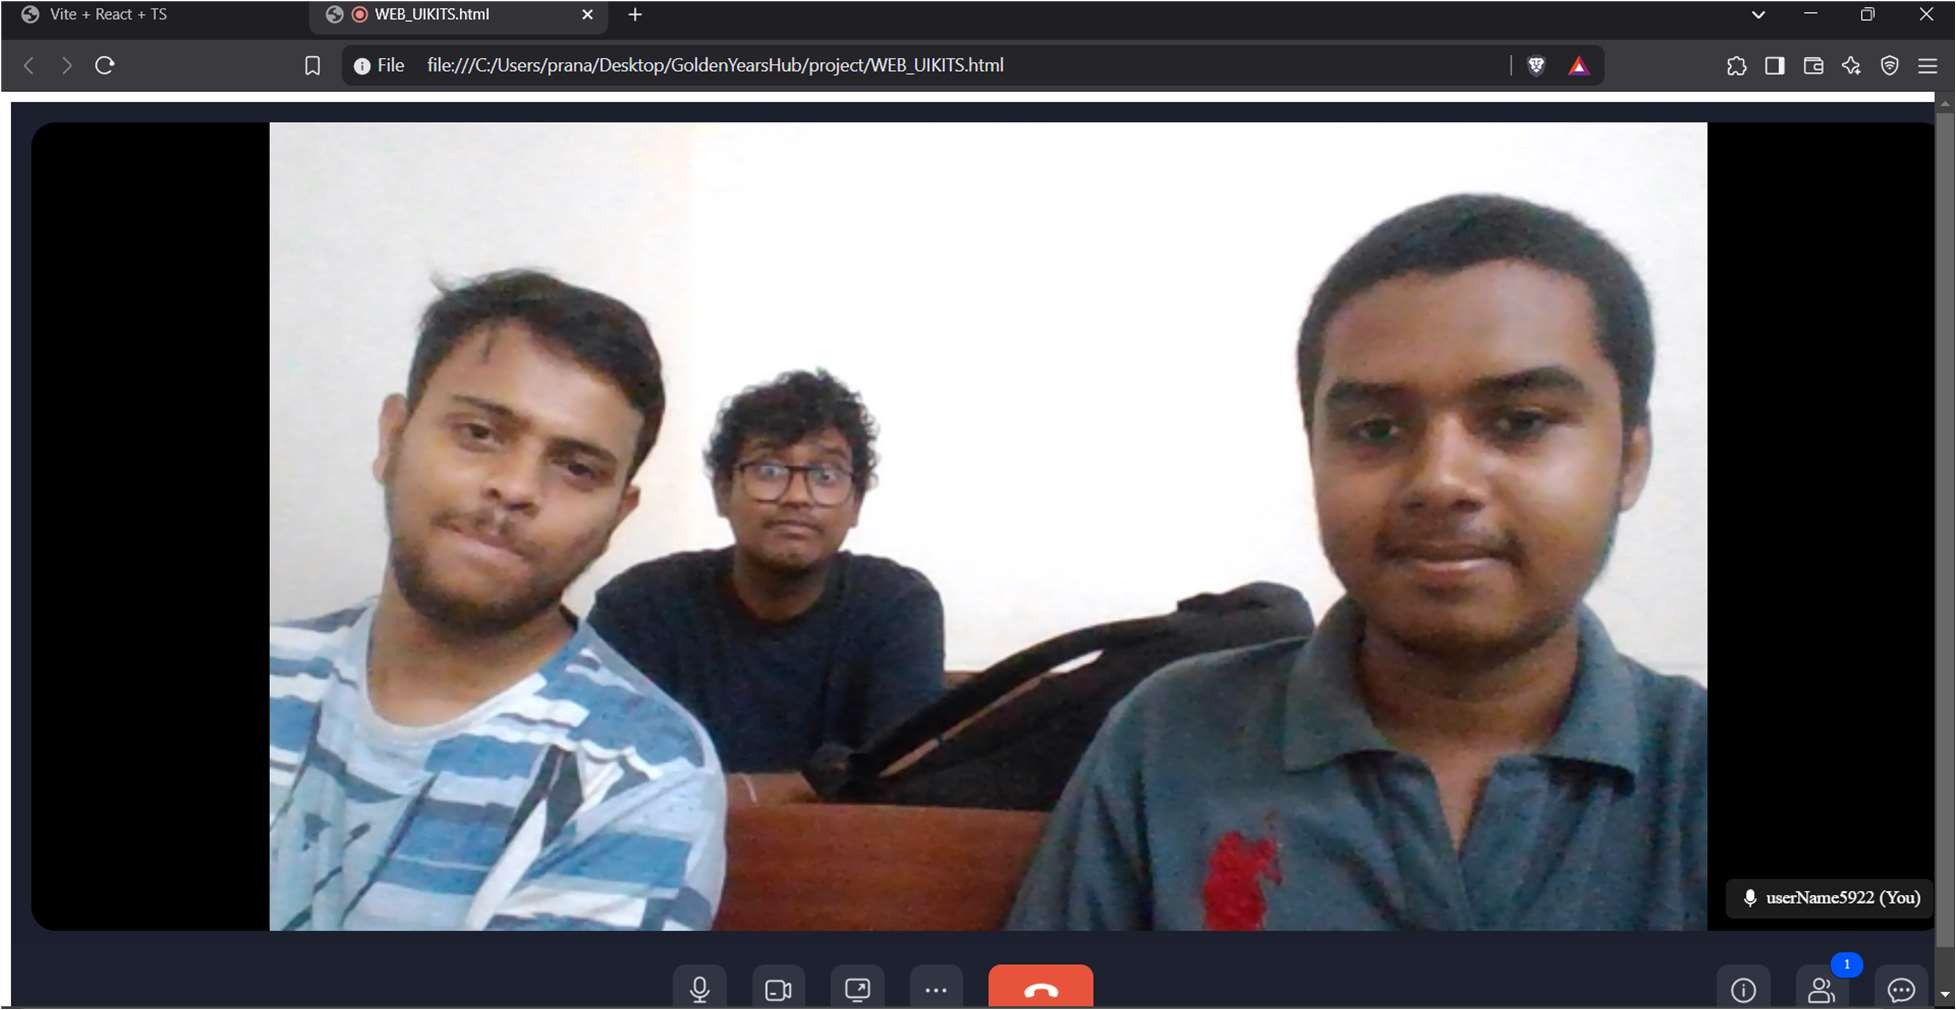 Vite + React + TS
WEB_UIKITS.html
File
file:///C:/Users/prana/Desktop/GoldenYearsHub/project/WEB_UIKITS.html
userName5922 (You)
1